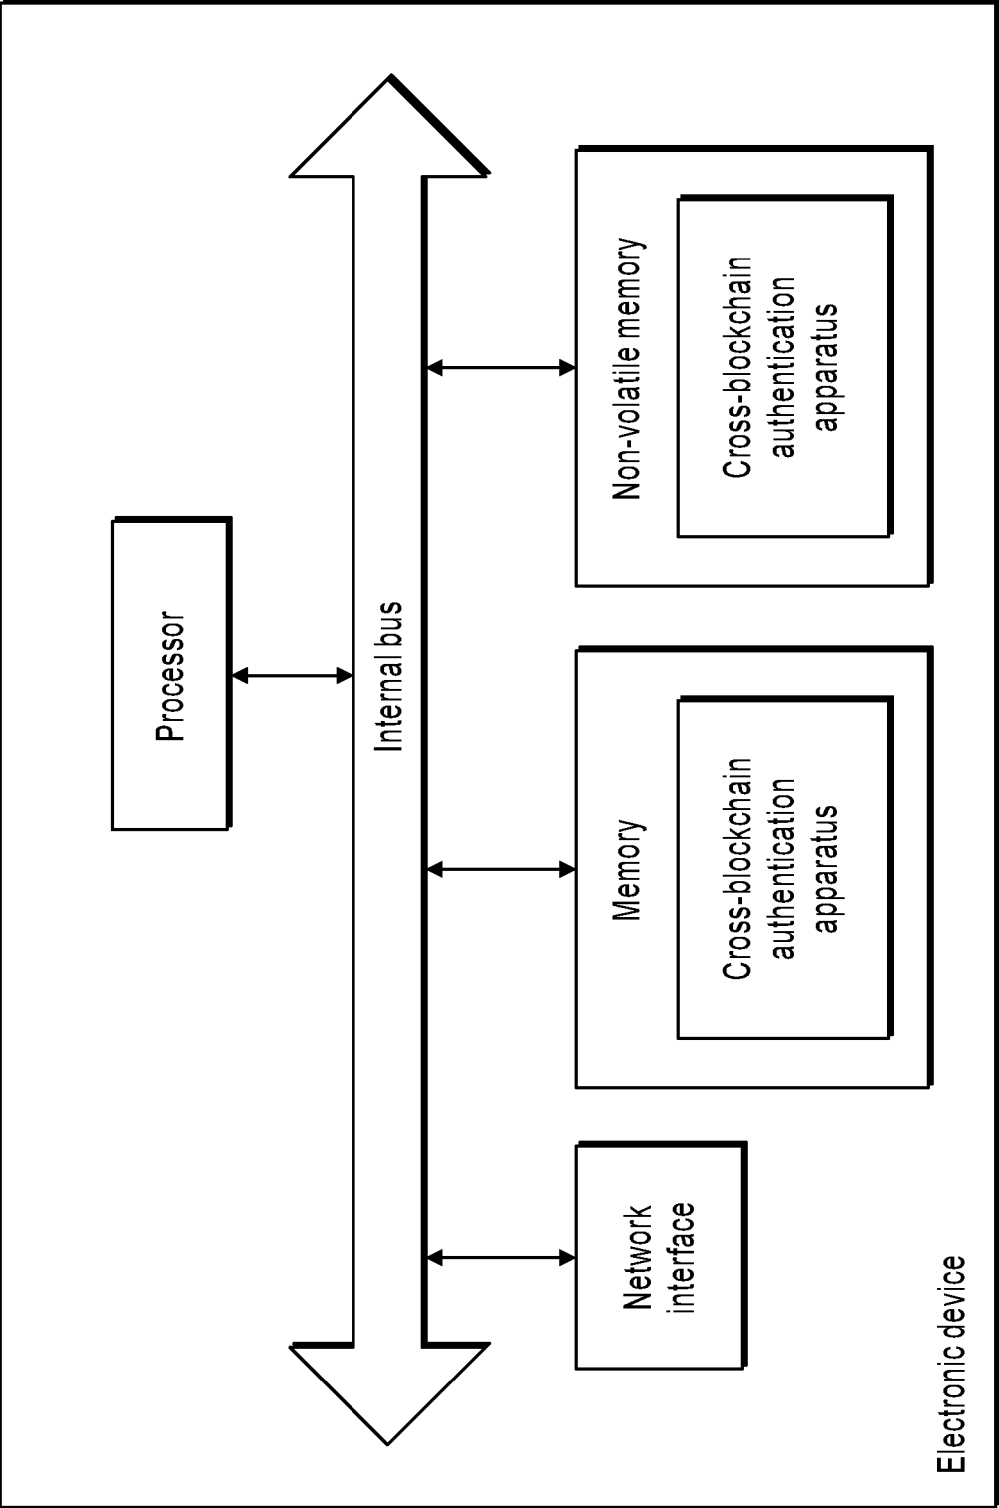 Processor
Internal bus
Network
interface
Memory
Cross-blockchain
authentication
apparatus
Non-volatile memory
Cross-blockchain
authentication
apparatus
Electronic device